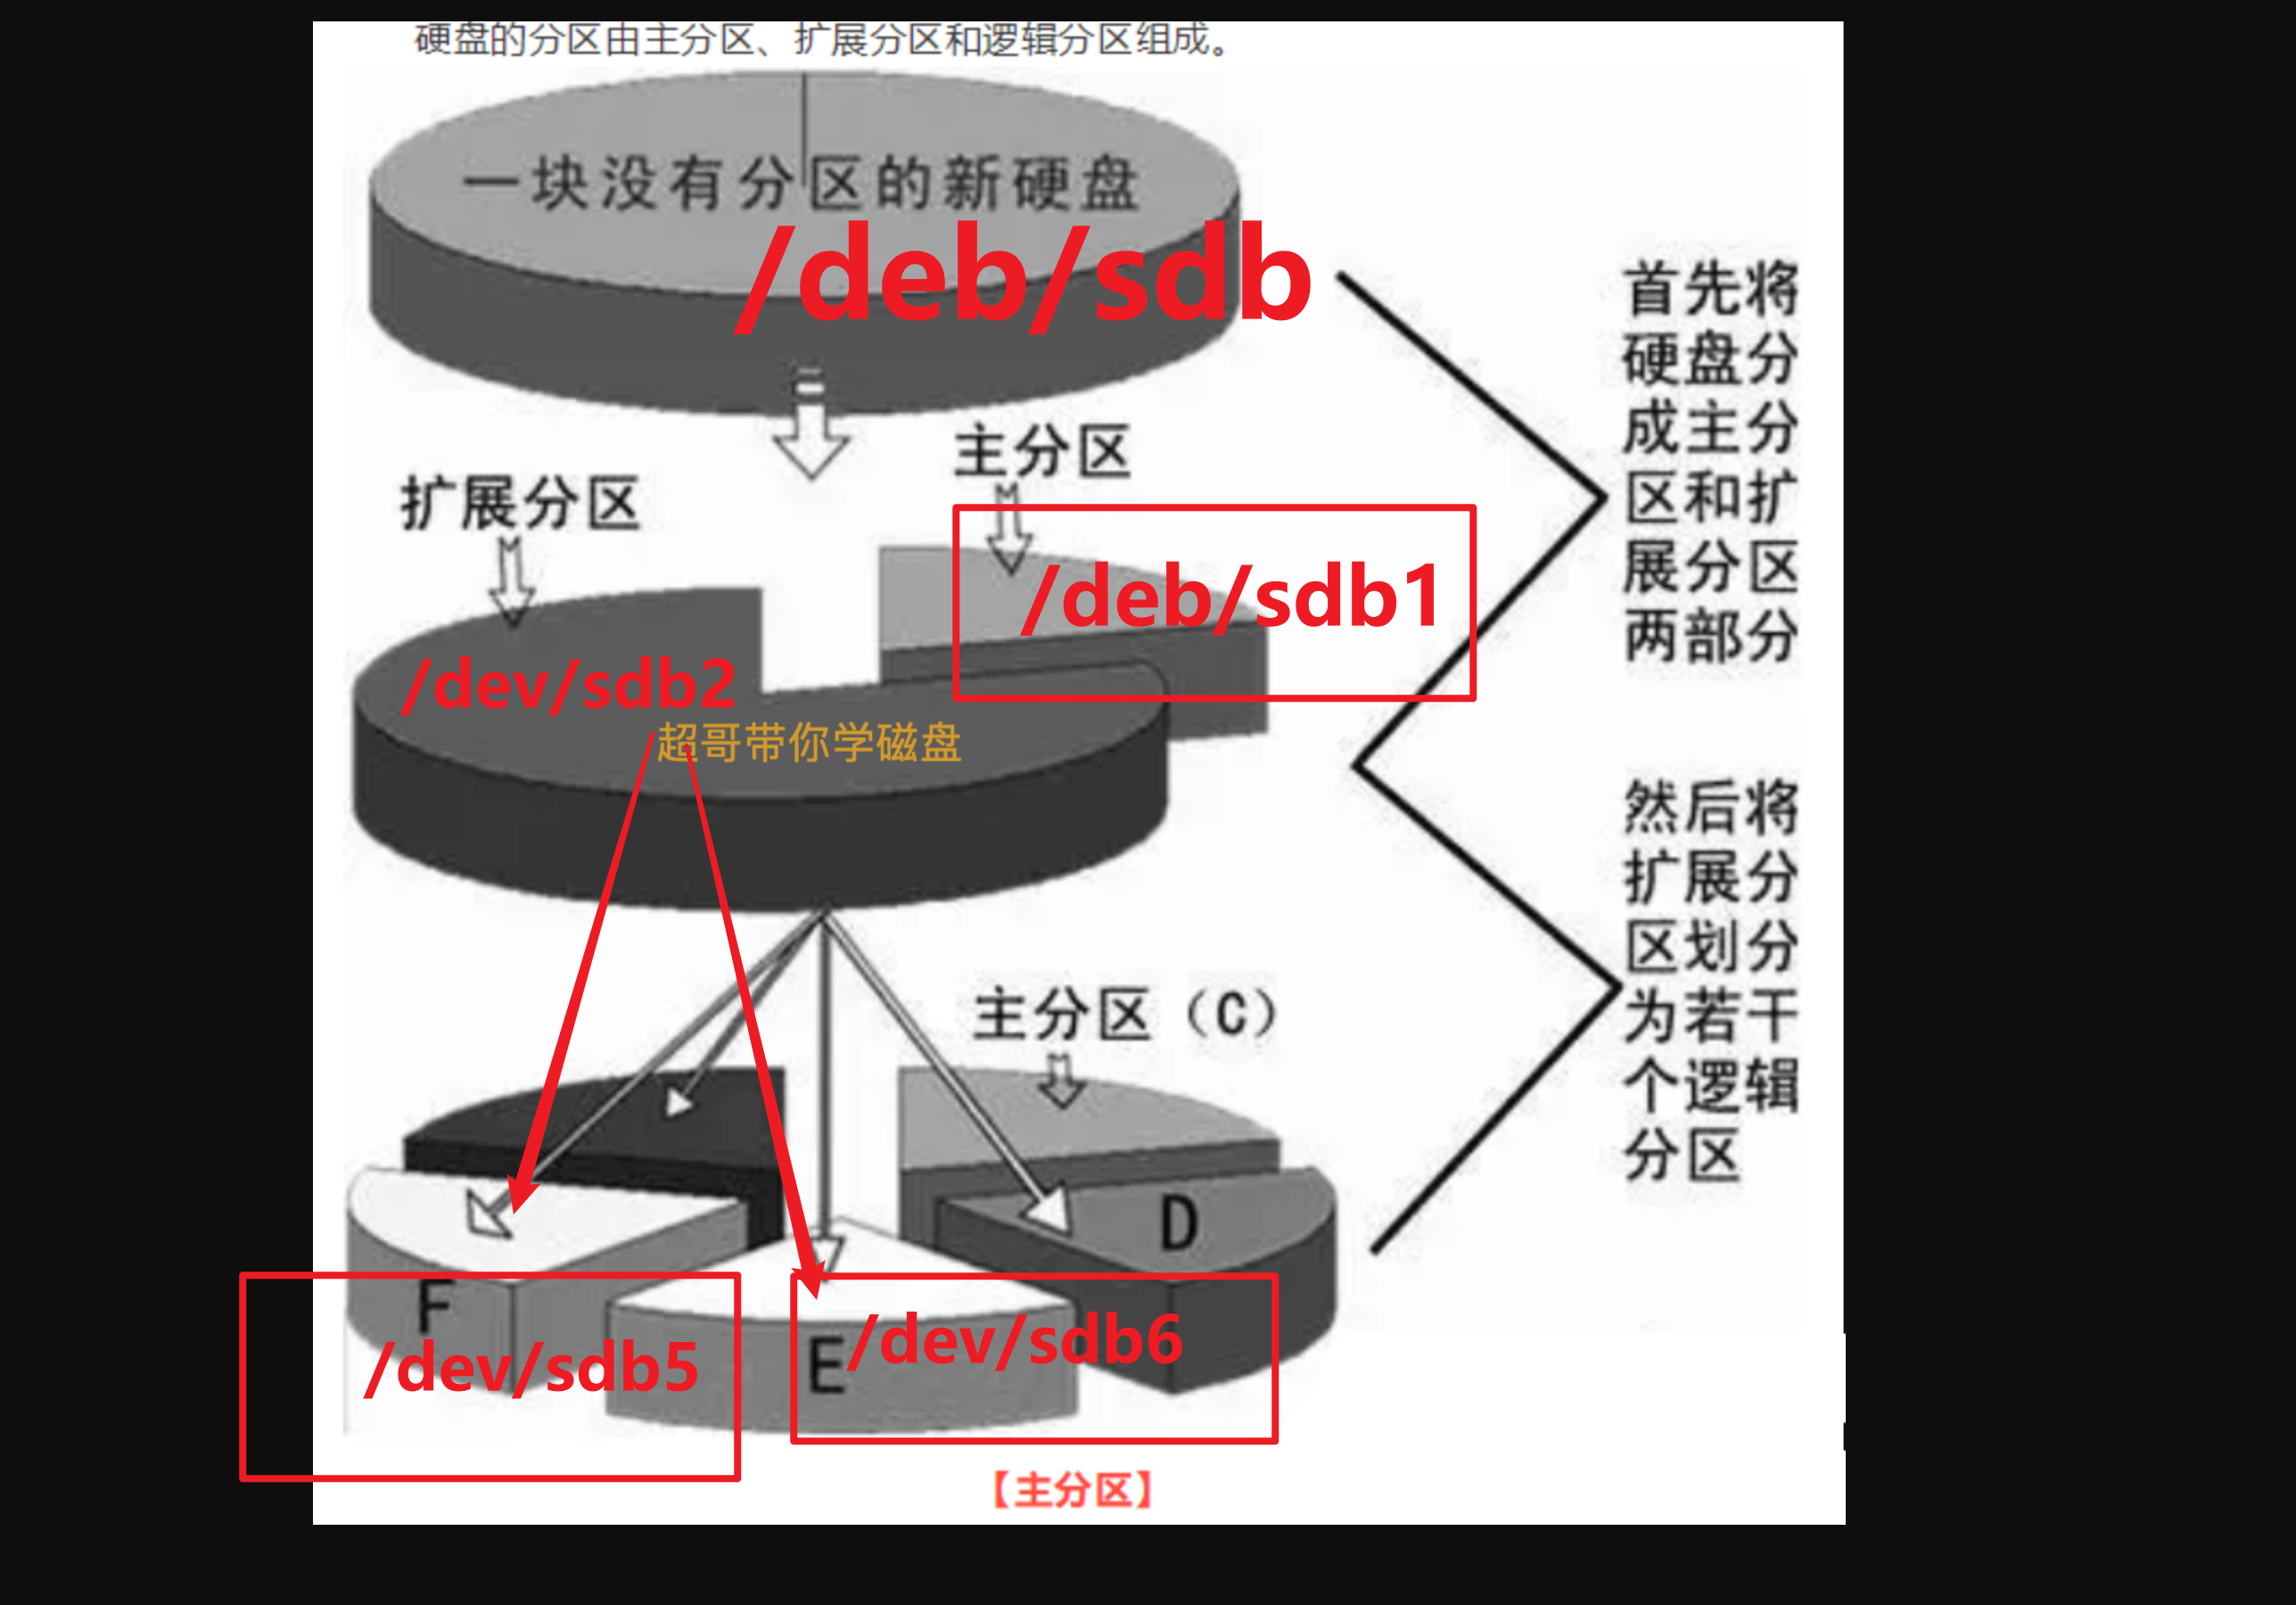 硬盘的分区由主分区、扩展分区和逻辑分区组成。
一块没有分区的新硬盘
/deb/sdb
主分区
扩展分区
/deb/sdb1
/dev/sdb2
超哥带你学磁盘
首先将
硬盘分
成主分
区和扩
展分区
两部分
然后将
扩展分
区划分
为若干
个逻辑
分区
主分区（C）
D
F
/dev/sdb5
E
/dev/sdb6
【主分区】